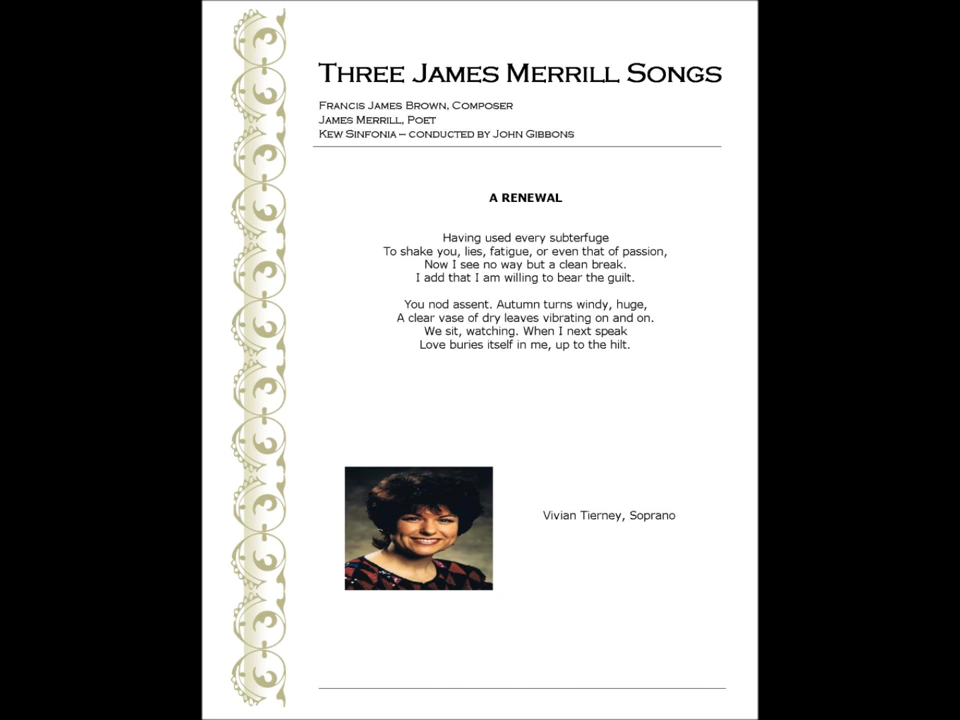 THREE JAMES MERRILL SONGS
FRANCIS JAMES BROWN, COMPOSER
JAMES MERRILL, POET
KEW SINFONIA – CONDUCTED BY JOHN GIBBONS
A RENEWAL
Having used every subterfuge
To shake you, lies, fatigue, or even that of passion,
Now I see no way but a clean break.
I add that I am willing to bear the guilt.
You nod assent. Autumn turns windy, huge,
A clear vase of dry leaves vibrating on and on.
We sit, watching. When I next speak
Love buries itself in me, up to the hilt.
Vivian Tierney, Soprano